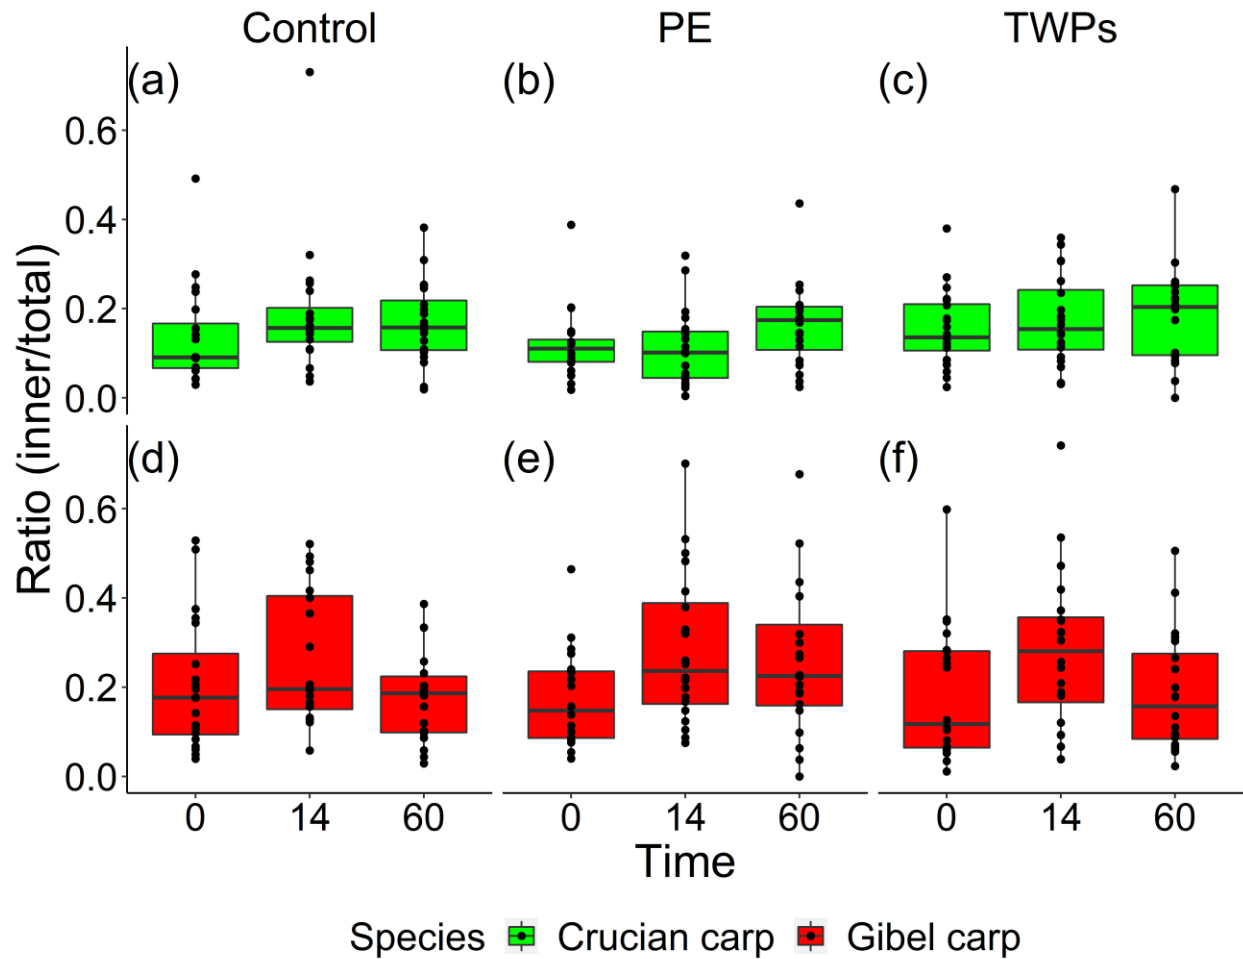 Control PE TWPs
(a) (b) (c)
0.6
0.4
0.2
0.0
(d) (e) (f)
0.6
0.4
0.2
0.0
Ratio (inner/total)
0 14 60 0 14 60 0 14 60
Time
Species Crucian carp Gibel carp